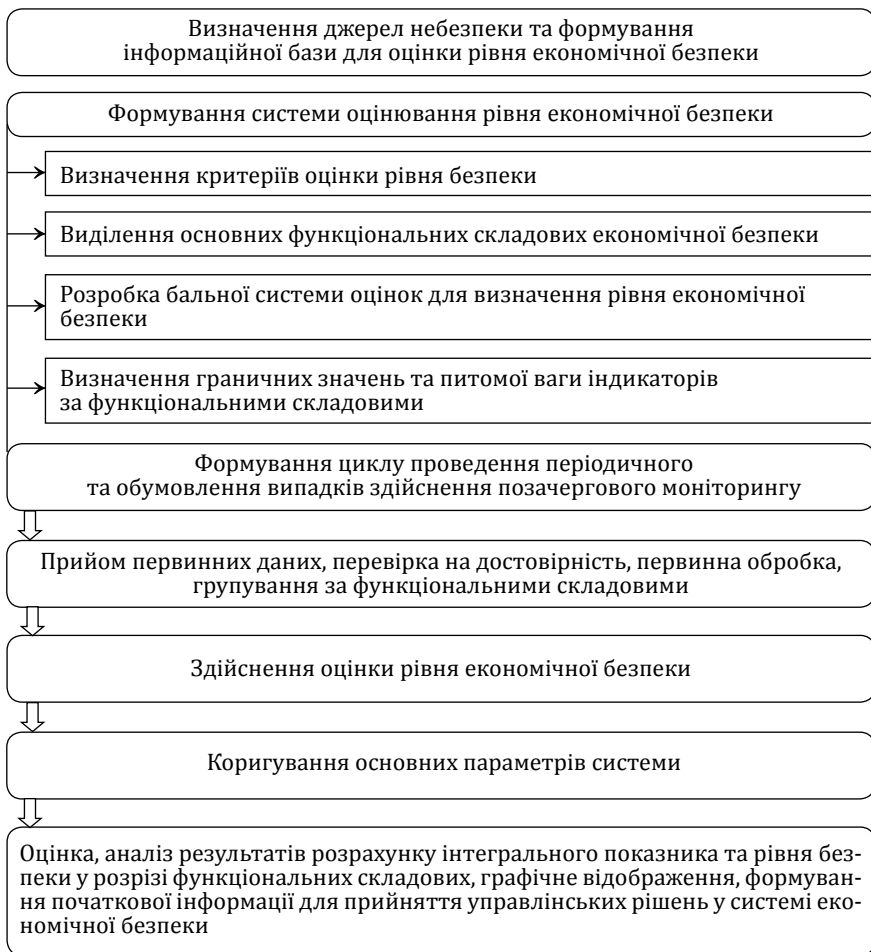 Визначення джерел небезпеки та формування
інформаційної бази для оцінки рівня економічної безпеки
Формування системи оцінювання рівня економічної безпеки
Визначення критеріїв оцінки рівня безпеки
Виділення основних функціональних складових економічної безпеки
Розробка бальної системи оцінок для визначення рівня економічної
безпеки
Визначення граничних значень та питомої ваги індикаторів
за функціональними складовими
Формування циклу проведення періодичного
та обумовлення випадків здійснення позачергового моніторингу
Прийом первинних даних, перевірка на достовірність, первинна обробка,
групування за функціональними складовими
Здійснення оцінки рівня економічної безпеки
Коригування основних параметрів системи
Оцінка, аналіз результатів розрахунку інтегрального показника та рівня без-
пеки у розрізі функціональних складових, графічне відображення, формуван-
ня початкової інформації для прийняття управлінських рішень у системі еко-
номічної безпеки